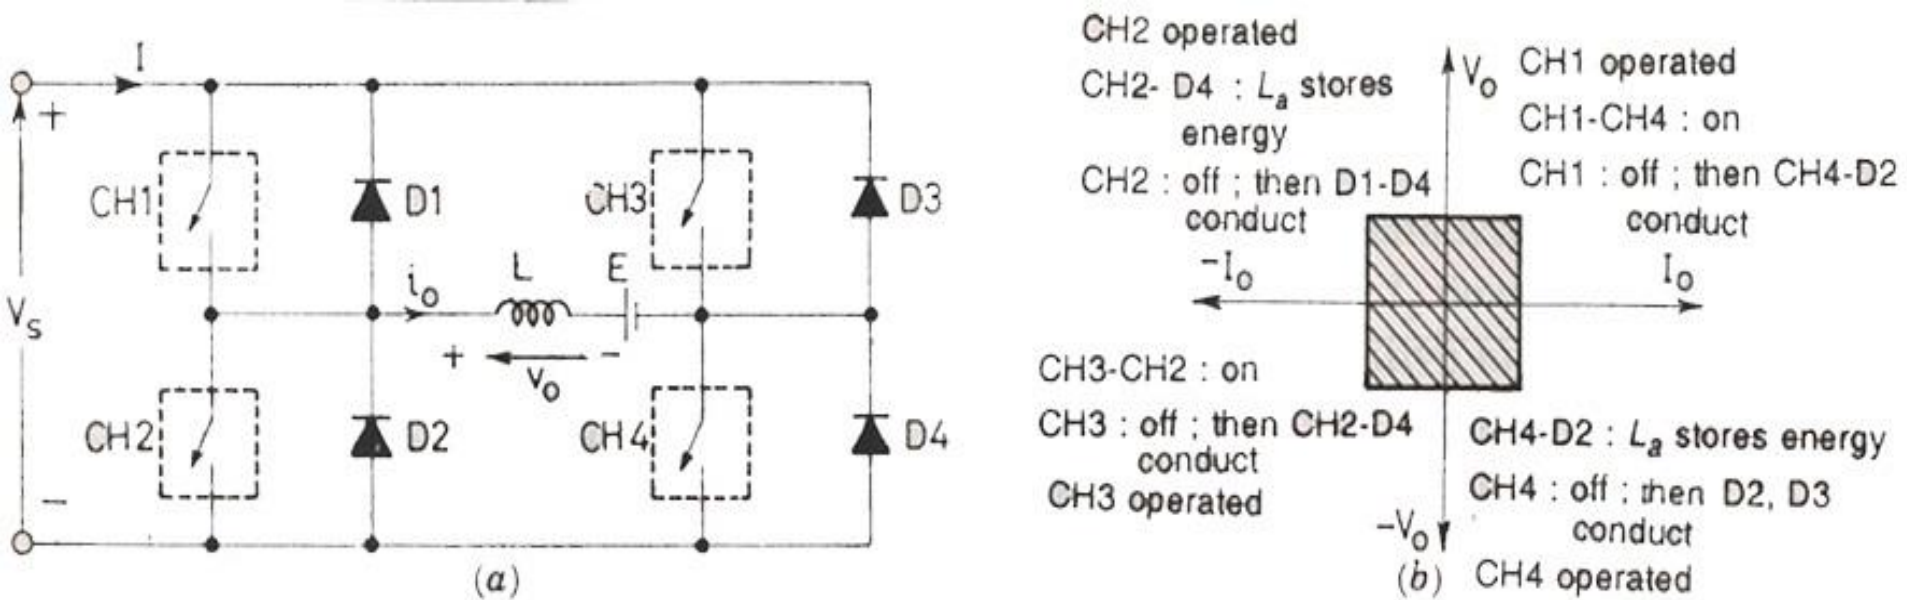 I
+
CH1
D1
CH3
D3
V_s
i_o
L
E
+
-
v_o
CH2
D2
CH4
D4
-
(a)
CH2 operated
CH2- D4 : L_a stores
energy
CH2 : off ; then D1-D4
conduct
V_o
CH1 operated
CH1-CH4 : on
CH1 : off ; then CH4-D2
conduct
-I_o
I_o
CH3-CH2 : on
CH3 : off ; then CH2-D4
conduct
CH3 operated
CH4-D2 : L_a stores energy
CH4 : off ; then D2, D3
conduct
-V_o
(b)
CH4 operated